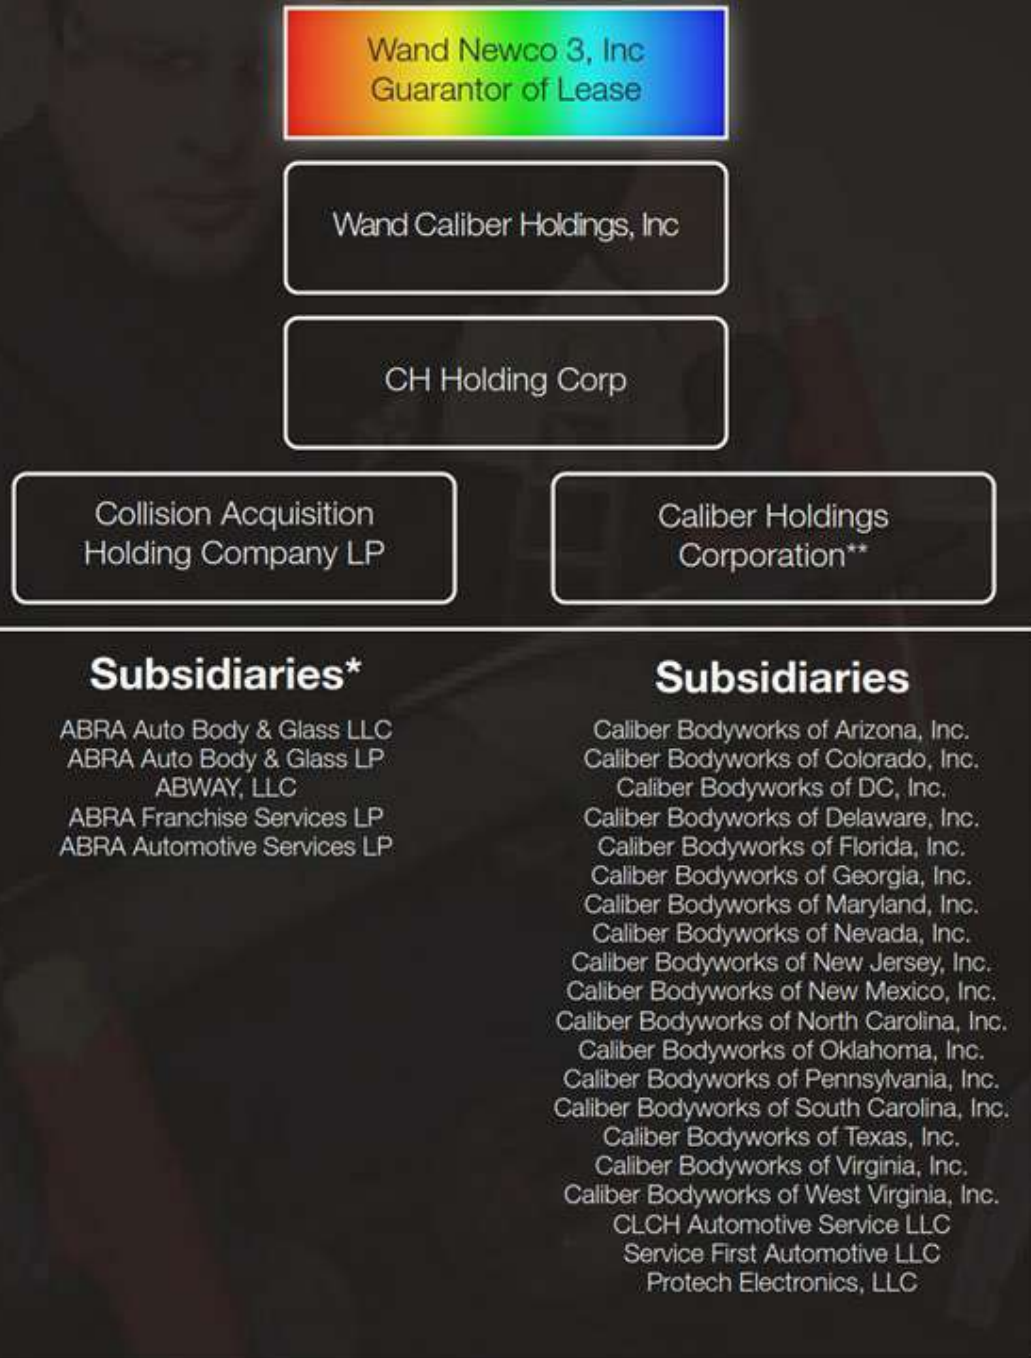 Wand Newco 3, Inc
Guarantor of Lease
Wand Caliber Holdings, Inc
CH Holding Corp
Collision Acquisition
Holding Company LP
Caliber Holdings
Corporation**
Subsidiaries*
ABRA Auto Body & Glass LLC
ABRA Auto Body & Glass LP
ABWAY, LLC
ABRA Franchise Services LP
ABRA Automotive Services LP
Subsidiaries
Caliber Bodyworks of Arizona, Inc.
Caliber Bodyworks of Colorado, Inc.
Caliber Bodyworks of DC, Inc.
Caliber Bodyworks of Delaware, Inc.
Caliber Bodyworks of Florida, Inc.
Caliber Bodyworks of Georgia, Inc.
Caliber Bodyworks of Maryland, Inc.
Caliber Bodyworks of Nevada, Inc.
Caliber Bodyworks of New Jersey, Inc.
Caliber Bodyworks of New Mexico, Inc.
Caliber Bodyworks of North Carolina, Inc.
Caliber Bodyworks of Oklahoma, Inc.
Caliber Bodyworks of Pennsylvania, Inc.
Caliber Bodyworks of South Carolina, Inc.
Caliber Bodyworks of Texas, Inc.
Caliber Bodyworks of Virginia, Inc.
Caliber Bodyworks of West Virginia, Inc.
CLCH Automotive Service LLC
Service First Automotive LLC
Protech Electronics, LLC